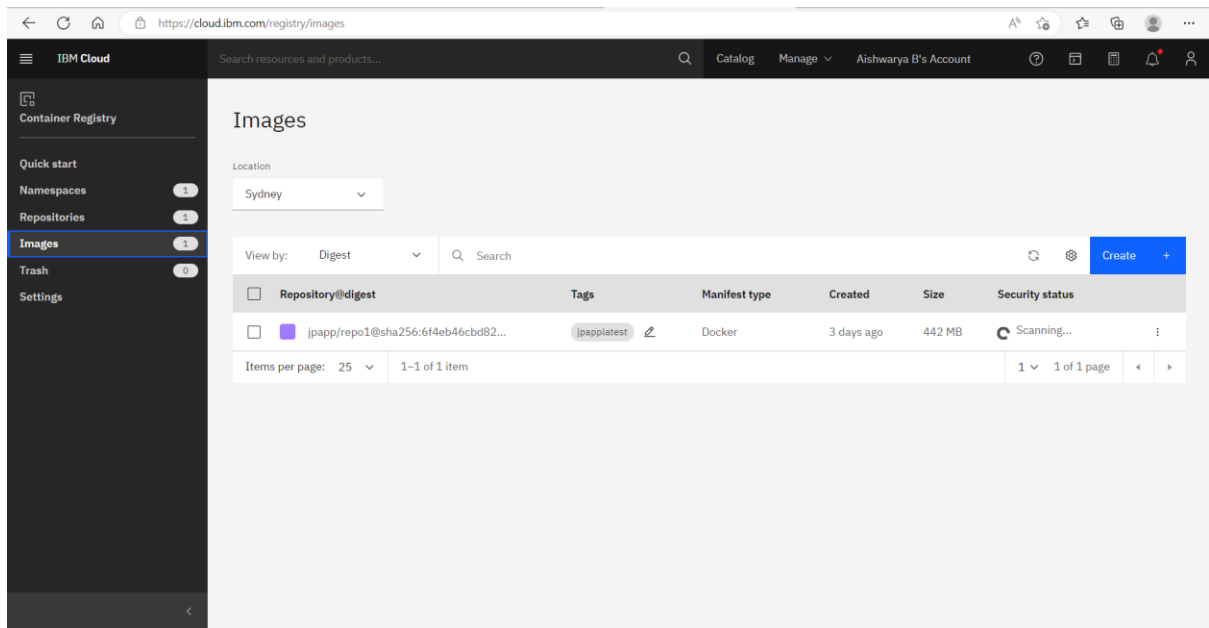 https://cloud.ibm.com/registry/images
IBM Cloud
Search resources and products...
Catalog
Manage
Aishwarya B's Account
Container Registry
Quick start
Namespaces 1
Repositories 1
Images 1
Trash 0
Settings
Images
Location
Sydney
View by: Digest
Search
Create +
Repository@digest Tags Manifest type Created Size Security status
jpapp/repo1@sha256:6f4eb46cbd82... jpapplatest Docker 3 days ago 442 MB Scanning...
Items per page: 25 1–1 of 1 item 1 1 of 1 page